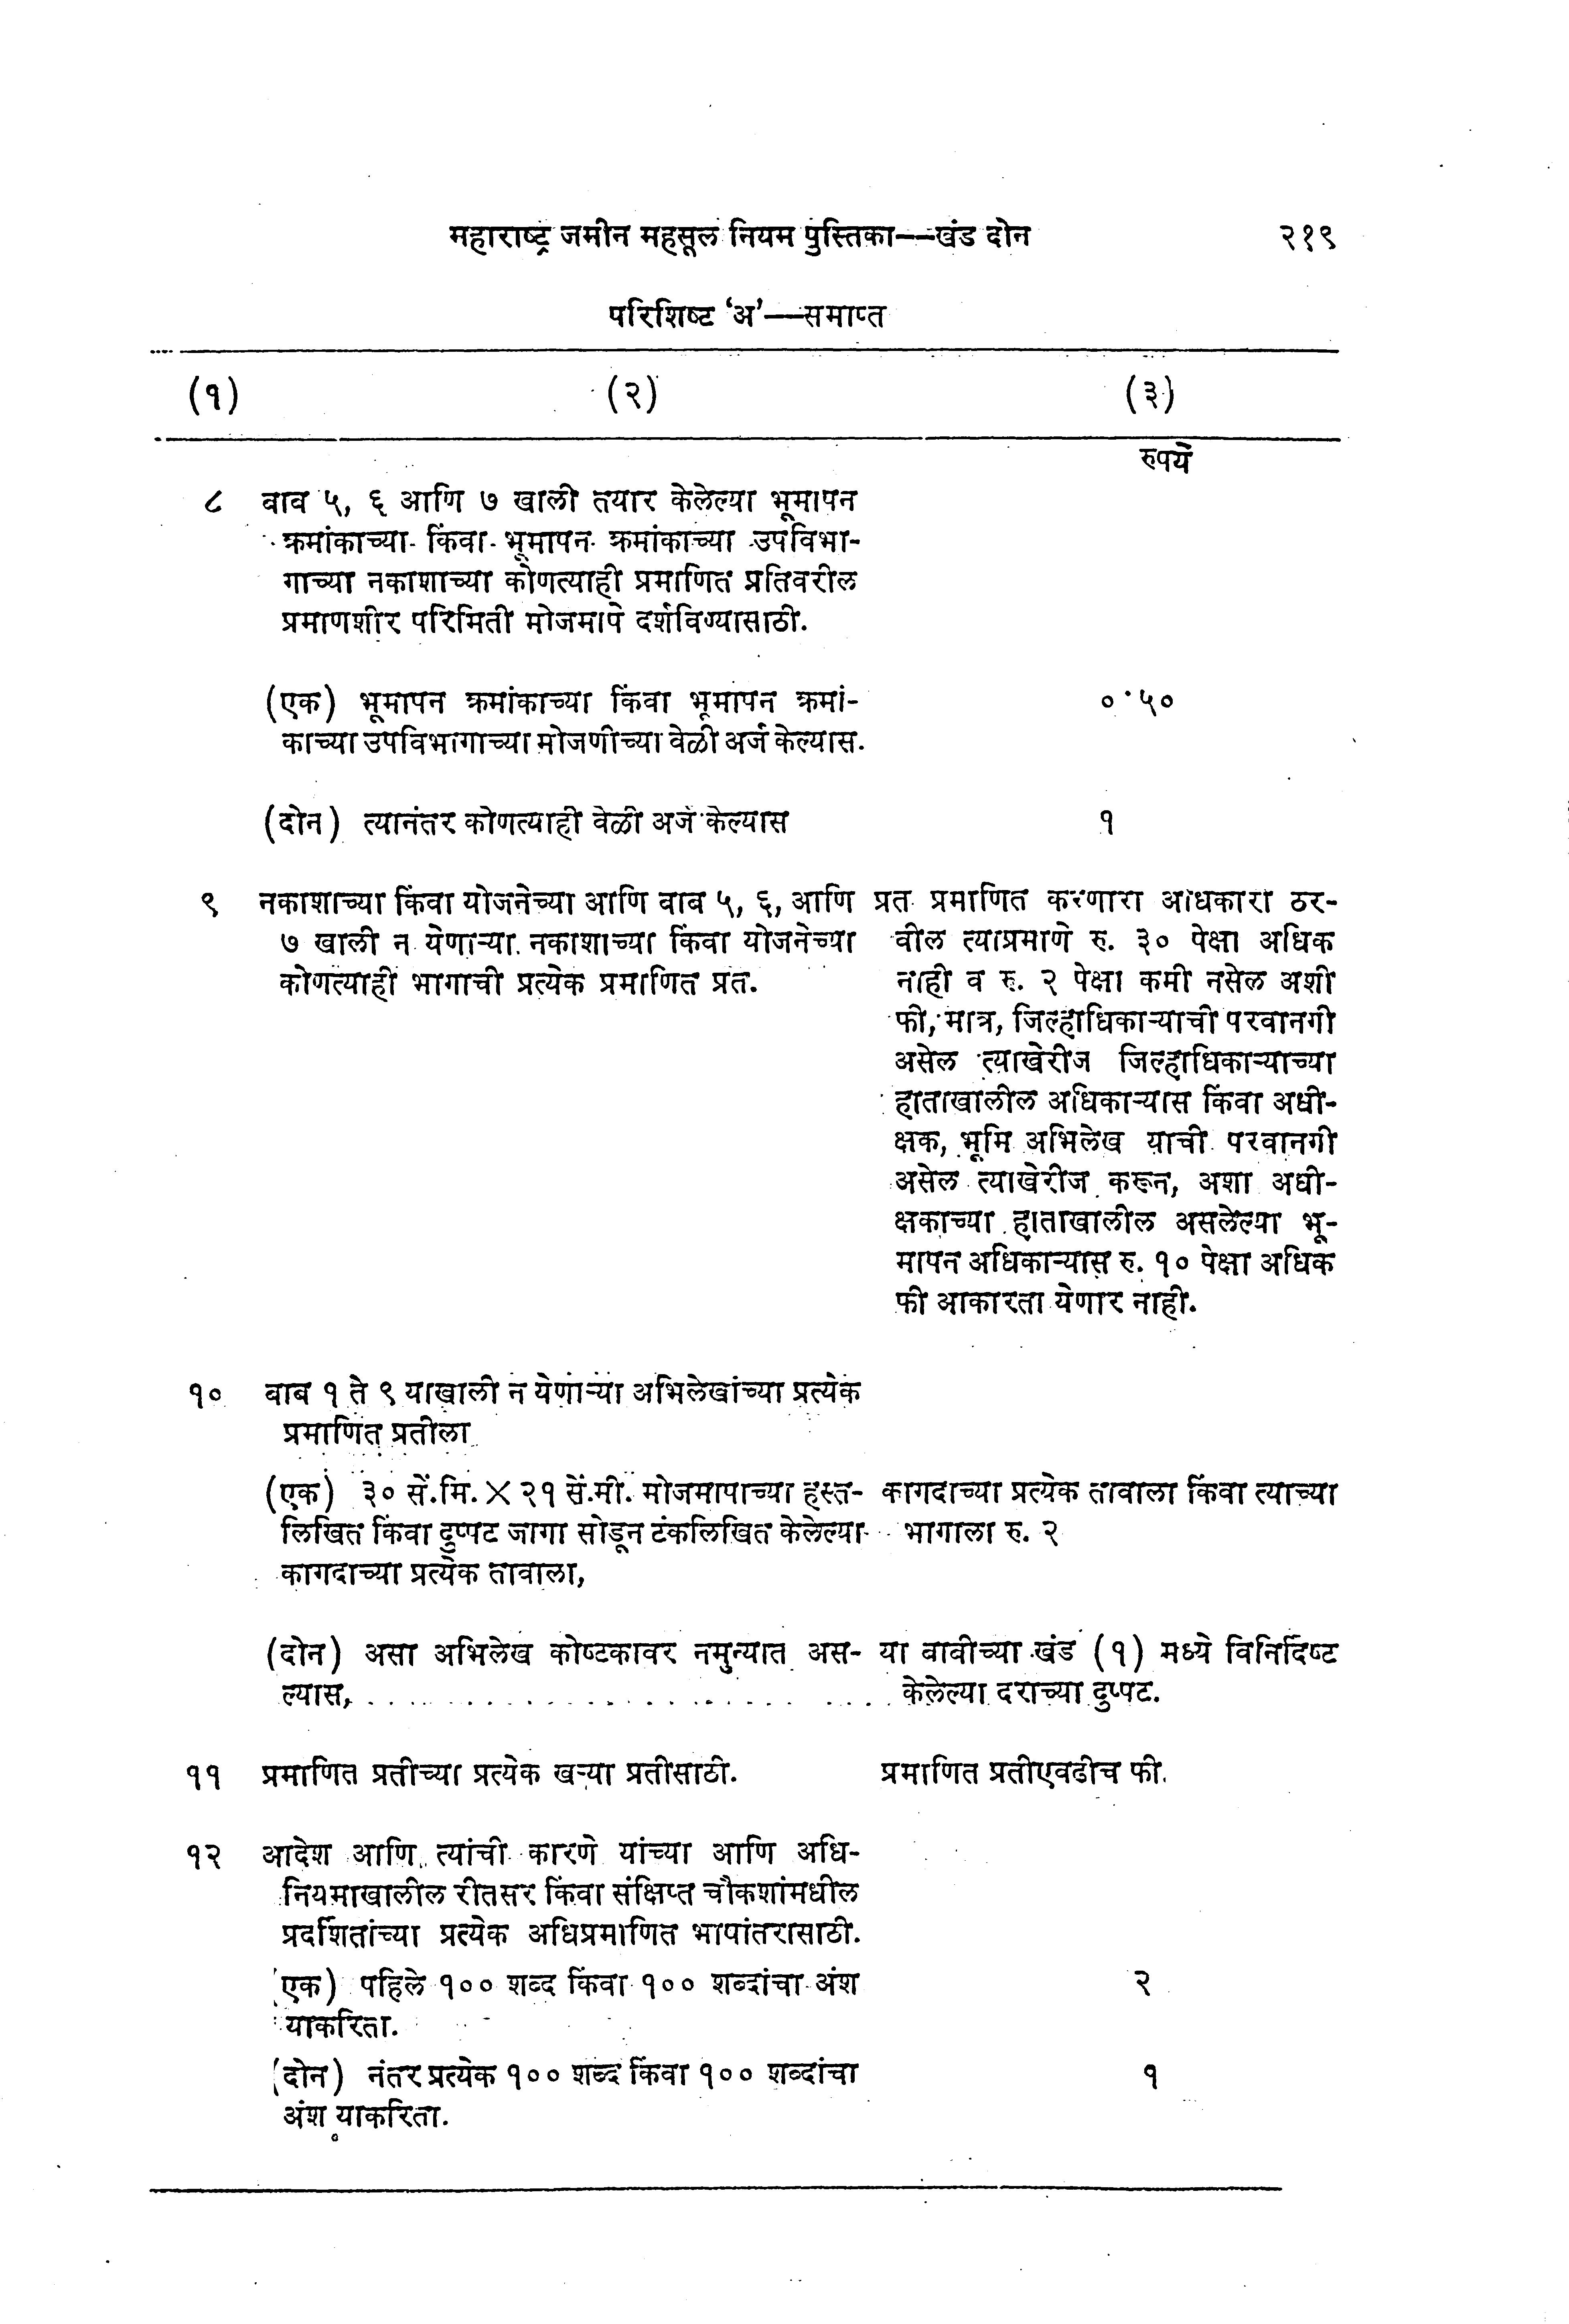 महाराष्ट्र जमीन महसूल नियम पुस्तिका——खंड दोन २१९
परिशिष्ट ‘अ’——समाप्त
(१) (२) (३)
रुपये
८ बाब ५, ६ आणि ७ खाली तयार केलेल्या भूमापन
क्रमांकाच्या किंवा भूमापन क्रमांकाच्या उपविभा-
गाच्या नकाशाच्या कोणत्याही प्रमाणित प्रतिवरील
प्रमाणशीर परिमिती मोजमापे दर्शविण्यासाठी.
(एक) भूमापन क्रमांकाच्या किंवा भूमापन क्रमां- ०·५०
काच्या उपविभागाच्या मोजणीच्या वेळी अर्ज केल्यास.
(दोन) त्यानंतर कोणत्याही वेळी अर्ज केल्यास १
९ नकाशाच्या किंवा योजनेच्या आणि बाब ५, ६, आणि प्रत प्रमाणित करणारा अधिकारी ठर-
७ खाली न येणाऱ्या नकाशाच्या किंवा योजनेच्या वील त्याप्रमाणे रु. ३० पेक्षा अधिक
कोणत्याही भागाची प्रत्येक प्रमाणित प्रत. नाही व रु. २ पेक्षा कमी नसेल अशी
फी, मात्र, जिल्हाधिकाऱ्याची परवानगी
असेल त्याखेरीज जिल्हाधिकाऱ्याच्या
हाताखालील अधिकाऱ्यास किंवा अधी-
क्षक, भूमि अभिलेख याची परवानगी
असेल त्याखेरीज करून, अशा अधी-
क्षकाच्या हाताखालील असलेल्या भू-
मापन अधिकाऱ्यास रु. १० पेक्षा अधिक
फी आकारता येणार नाही.
१० बाब १ ते ९ याखाली न येणाऱ्या अभिलेखांच्या प्रत्येक
प्रमाणित प्रतीला
(एक) ३० सें.मि. × २१ सें.मी. मोजमापाच्या हस्त- कागदाच्या प्रत्येक तावाला किंवा त्याच्या
लिखित किंवा दुप्पट जागा सोडून टंकलिखित केलेल्या भागाला रु. २
कागदाच्या प्रत्येक तावाला,
(दोन) असा अभिलेख कोष्टकावर नमुन्यात अस- या बाबीच्या खंड (१) मध्ये विनिर्दिष्ट
ल्यास, . . . . . . . . . . . . . . . . . . . . केलेल्या दराच्या दुप्पट.
११ प्रमाणित प्रतीच्या प्रत्येक खऱ्या प्रतीसाठी. प्रमाणित प्रतीएवढीच फी.
१२ आदेश आणि त्यांची कारणे यांच्या आणि अधि-
नियमाखालील रीतसर किंवा संक्षिप्त चौकशांमधील
प्रदर्शितांच्या प्रत्येक अधिप्रमाणित भाषांतरासाठी.
(एक) पहिले १०० शब्द किंवा १०० शब्दांचा अंश २
याकरिता.
(दोन) नंतर प्रत्येक १०० शब्द किंवा १०० शब्दांचा १
अंश याकरिता.